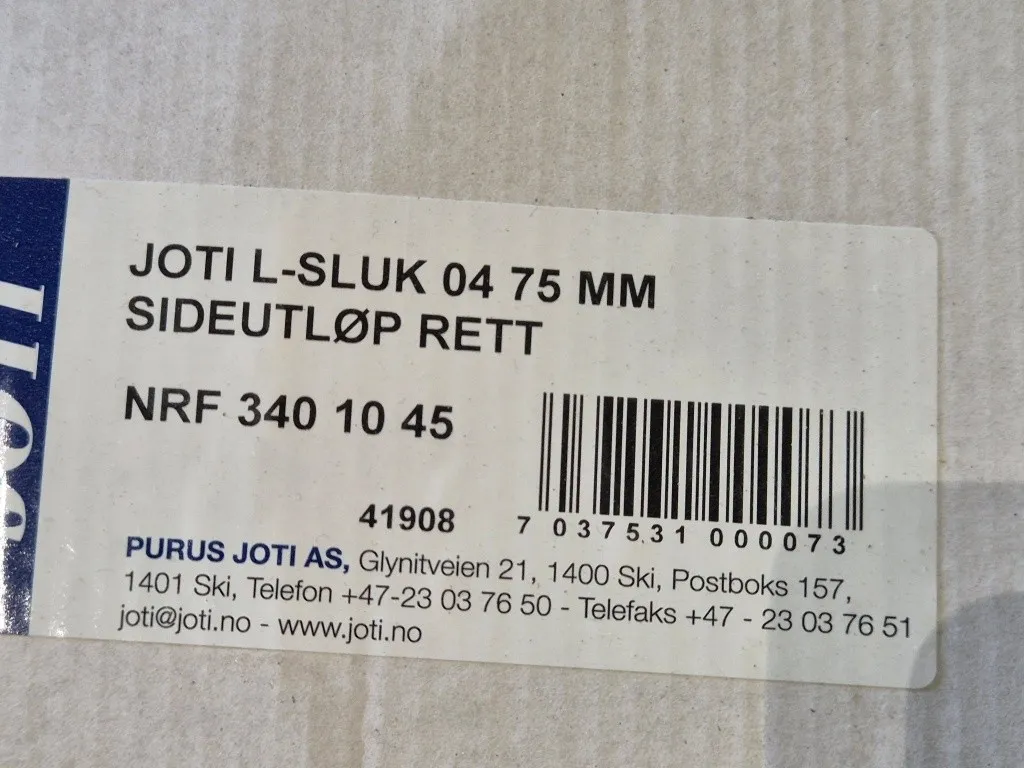 JOTI
JOTI L-SLUK 04 75 MM
SIDEUTLØP RETT
NRF 340 10 45
41908
7 037531 000073
PURUS JOTI AS, Glynitveien 21, 1400 Ski, Postboks 157,
1401 Ski, Telefon +47-23 03 76 50 - Telefaks +47 - 23 03 76 51
joti@joti.no - www.joti.no